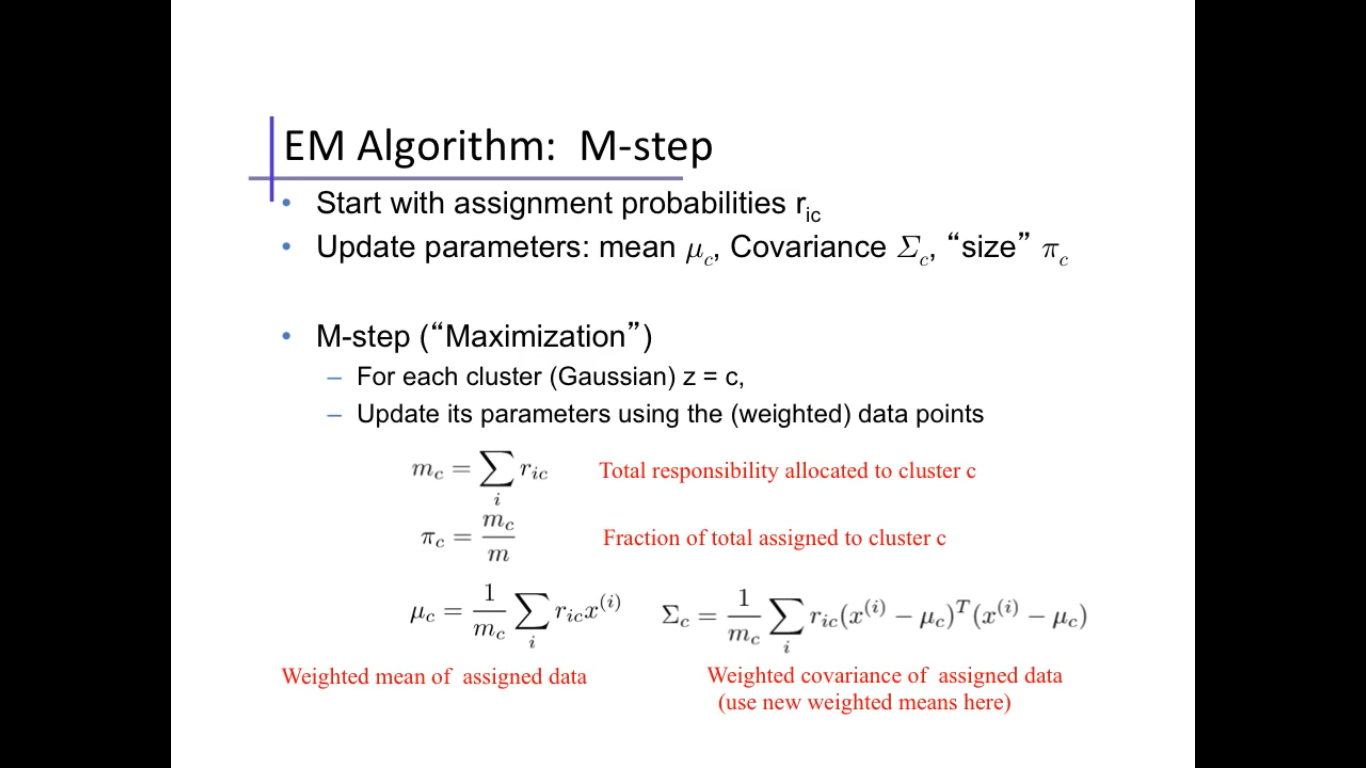 EM Algorithm:  M-step
• Start with assignment probabilities r_ic
• Update parameters: mean μ_c, Covariance Σ_c, “size” π_c
• M-step (“Maximization”)
– For each cluster (Gaussian) z = c,
– Update its parameters using the (weighted) data points
m_c = ∑_i r_ic Total responsibility allocated to cluster c
π_c = m_c / m Fraction of total assigned to cluster c
μ_c = 1/m_c ∑_i r_ic x^(i) Σ_c = 1/m_c ∑_i r_ic (x^(i) − μ_c)^T (x^(i) − μ_c)
Weighted mean of assigned data Weighted covariance of assigned data
(use new weighted means here)